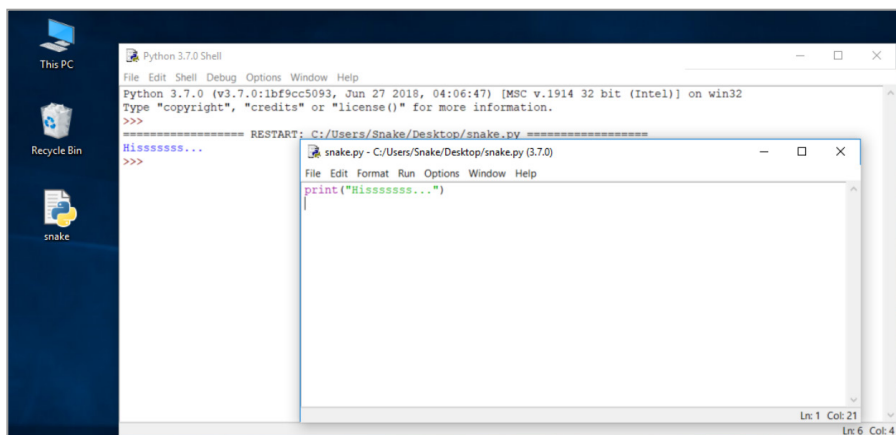 This PC
Recycle Bin
snake
Python 3.7.0 Shell
File Edit Shell Debug Options Window Help
Python 3.7.0 (v3.7.0:1bf9cc5093, Jun 27 2018, 04:06:47) [MSC v.1914 32 bit (Intel)] on win32
Type "copyright", "credits" or "license()" for more information.
>>>
================== RESTART: C:/Users/Snake/Desktop/snake.py ==================
Hisssssss...
>>>
snake.py - C:/Users/Snake/Desktop/snake.py (3.7.0)
File Edit Format Run Options Window Help
print("Hisssssss...")
Ln: 1 Col: 21
Ln: 6 Col: 4